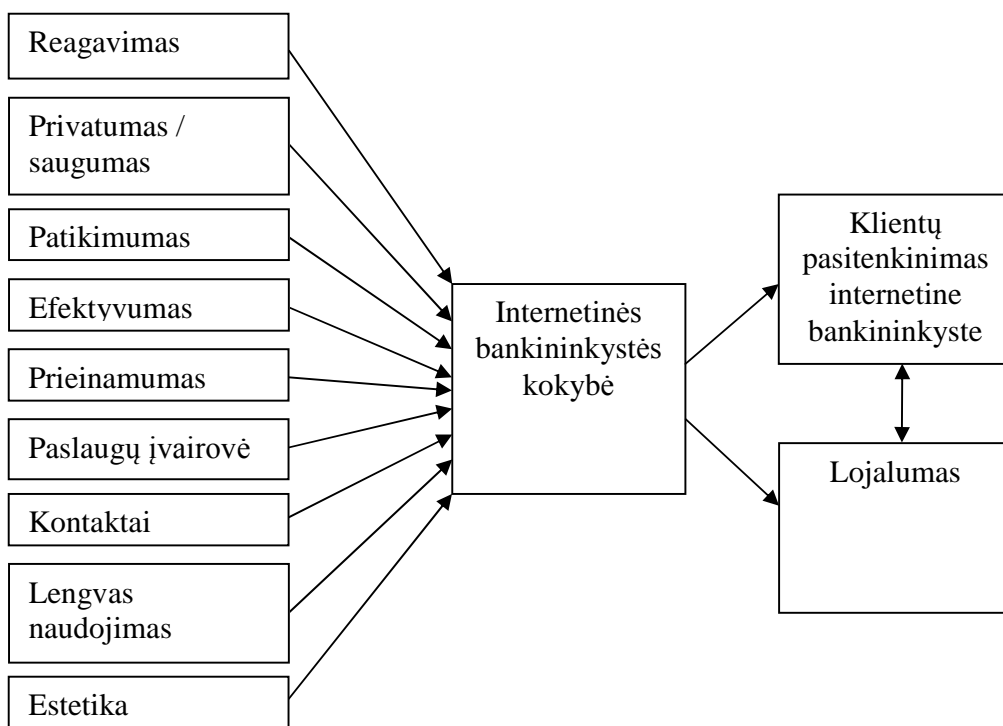 Reagavimas
Privatumas /
saugumas
Patikimumas
Efektyvumas
Prieinamumas
Paslaugų įvairovė
Kontaktai
Lengvas
naudojimas
Estetika
Internetinės
bankininkystės
kokybė
Klientų
pasitenkinimas
internetine
bankininkyste
Lojalumas